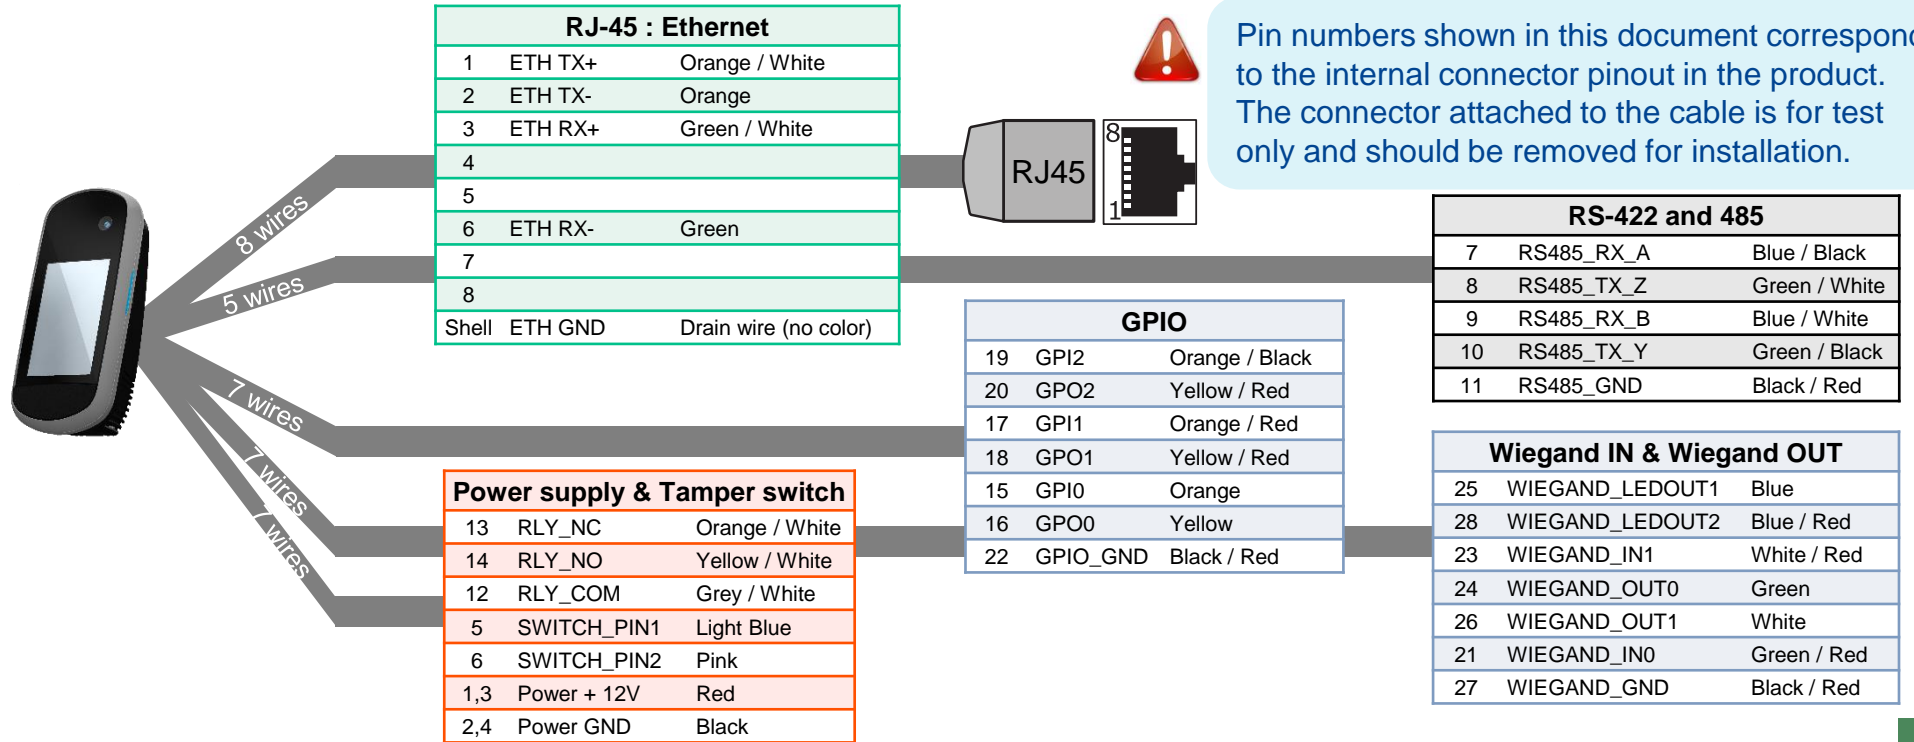 RJ-45 : Ethernet
1 ETH TX+ Orange / White
2 ETH TX- Orange
3 ETH RX+ Green / White
4
5
6 ETH RX- Green
7
8
Shell ETH GND Drain wire (no color)
8 wires
5 wires
7 wires
7 wires
7 wires
RJ45
8
1
Pin numbers shown in this document correspond
to the internal connector pinout in the product.
The connector attached to the cable is for test
only and should be removed for installation.
RS-422 and 485
7 RS485_RX_A Blue / Black
8 RS485_TX_Z Green / White
9 RS485_RX_B Blue / White
10 RS485_TX_Y Green / Black
11 RS485_GND Black / Red
GPIO
19 GPI2 Orange / Black
20 GPO2 Yellow / Red
17 GPI1 Orange / Red
18 GPO1 Yellow / Red
15 GPI0 Orange
16 GPO0 Yellow
22 GPIO_GND Black / Red
Power supply & Tamper switch
13 RLY_NC Orange / White
14 RLY_NO Yellow / White
12 RLY_COM Grey / White
5 SWITCH_PIN1 Light Blue
6 SWITCH_PIN2 Pink
1,3 Power + 12V Red
2,4 Power GND Black
Wiegand IN & Wiegand OUT
25 WIEGAND_LEDOUT1 Blue
28 WIEGAND_LEDOUT2 Blue / Red
23 WIEGAND_IN1 White / Red
24 WIEGAND_OUT0 Green
26 WIEGAND_OUT1 White
21 WIEGAND_IN0 Green / Red
27 WIEGAND_GND Black / Red